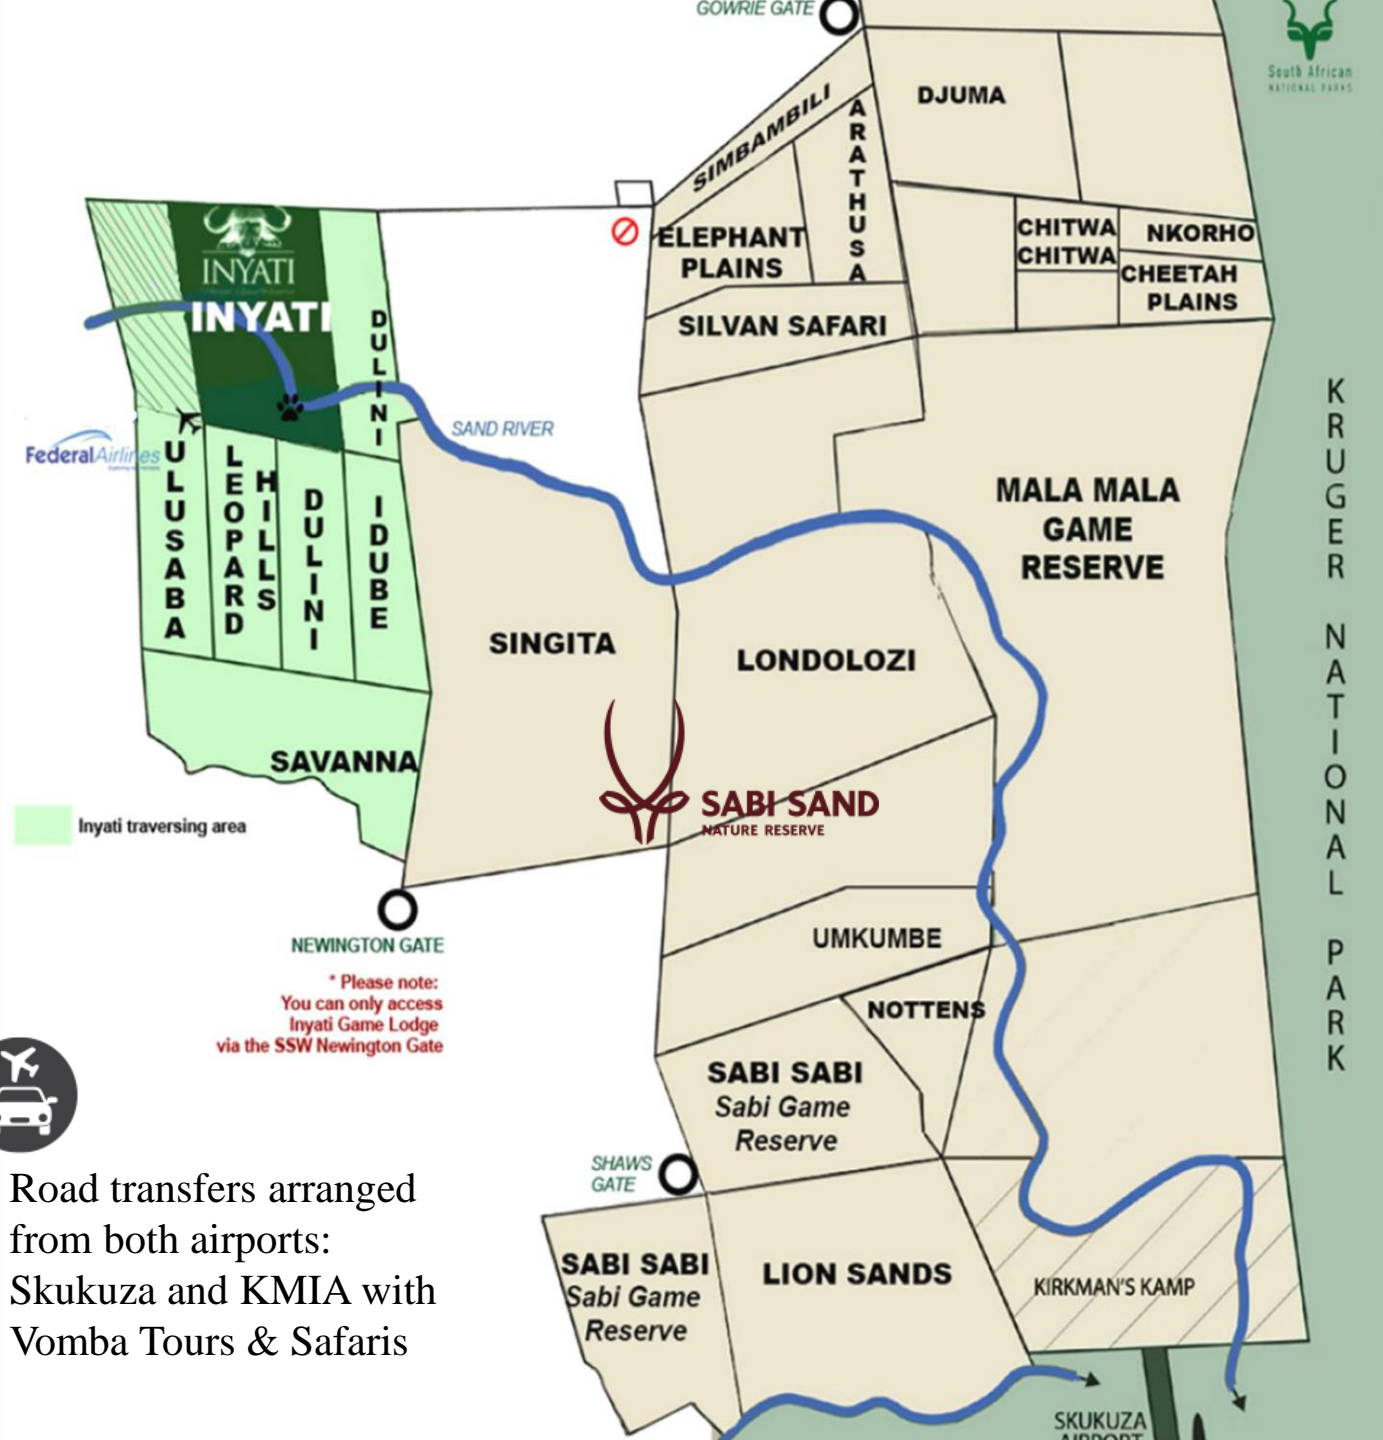 GOWRIE GATE
South African
NATIONAL PARKS
DJUMA
SIMBAMBILI
ARATHUSA
ELEPHANT
PLAINS
CHITWA
CHITWA
NKORHO
CHEETAH
PLAINS
SILVAN SAFARI
INYATI
INYATI
DULINI
SAND RIVER
FederalAirlines
ULUSABA
LEOPARD
HILLS
DULINI
IDUBE
MALA MALA
GAME
RESERVE
KRUGER NATIONAL PARK
SINGITA
LONDOLOZI
SAVANNA
SABI SAND
NATURE RESERVE
Inyati traversing area
NEWINGTON GATE
* Please note:
You can only access
Inyati Game Lodge
via the SSW Newington Gate
UMKUMBE
NOTTENS
SABI SABI
Sabi Game
Reserve
SHAWS
GATE
Road transfers arranged
from both airports:
Skukuza and KMIA with
Vomba Tours & Safaris
SABI SABI
Sabi Game
Reserve
LION SANDS
KIRKMAN'S KAMP
SKUKUZA
AIRPORT